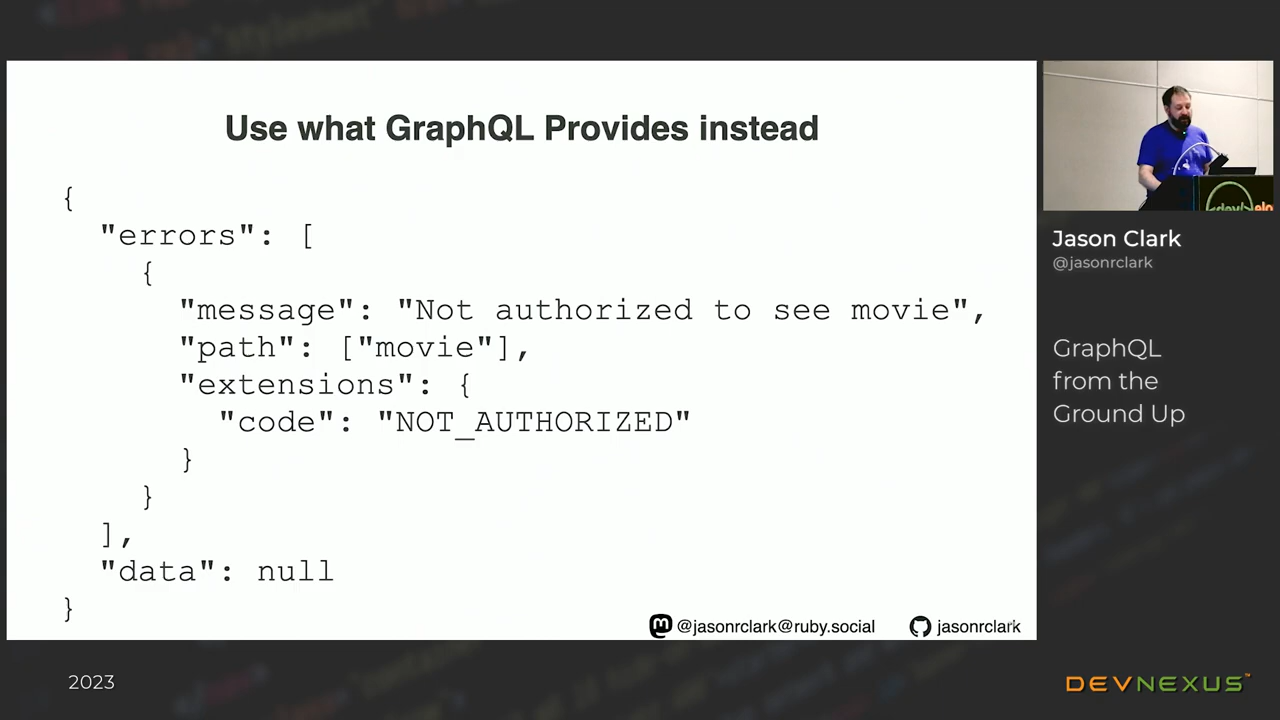 Use what GraphQL Provides instead
{
"errors": [
{
"message": "Not authorized to see movie",
"path": ["movie"],
"extensions": {
"code": "NOT_AUTHORIZED"
}
}
],
"data": null
}
@jasonrclark@ruby.social jasonrclark
Jason Clark
@jasonrclark
GraphQL
from the
Ground Up
2023
DEVNEXUS™